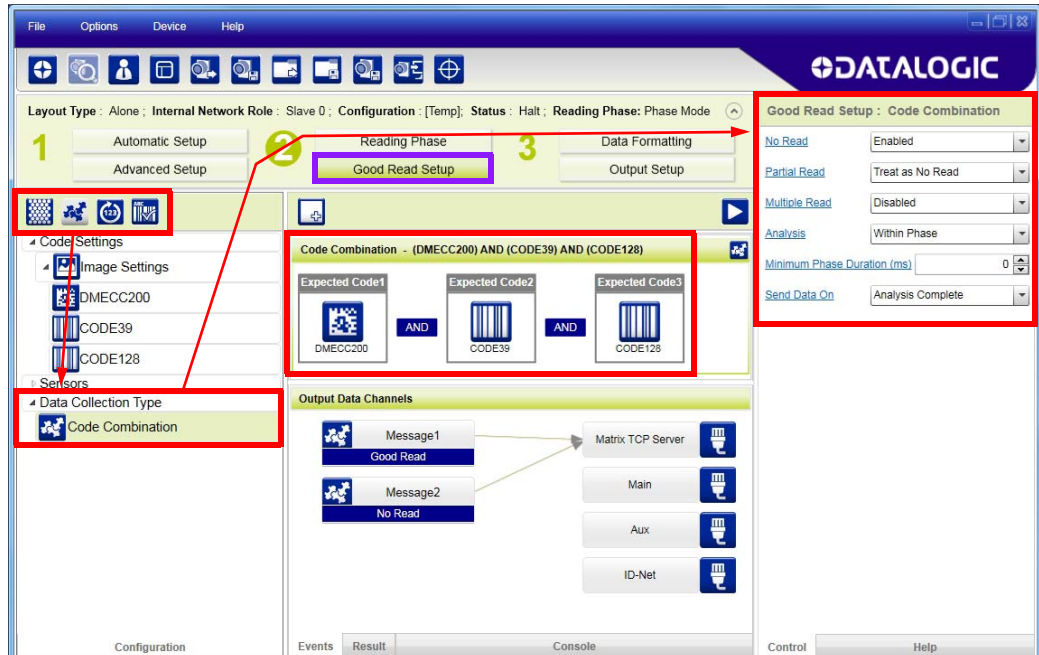 File Options Device Help
DATALOGIC
Layout Type : Alone ; Internal Network Role : Slave 0 ; Configuration : [Temp]; Status : Halt ; Reading Phase: Phase Mode
1 Automatic Setup 2 Reading Phase 3 Data Formatting
Advanced Setup Good Read Setup Output Setup
Code Settings
Image Settings
DMECC200
CODE39
CODE128
Sensors
Data Collection Type
Code Combination
Configuration
Code Combination - (DMECC200) AND (CODE39) AND (CODE128)
Expected Code1 Expected Code2 Expected Code3
AND AND
DMECC200 CODE39 CODE128
Output Data Channels
Message1
Good Read
Message2
No Read
Matrix TCP Server
Main
Aux
ID-Net
Events Result Console
Good Read Setup : Code Combination
No Read Enabled
Partial Read Treat as No Read
Multiple Read Disabled
Analysis Within Phase
Minimum Phase Duration (ms) 0
Send Data On Analysis Complete
Control Help